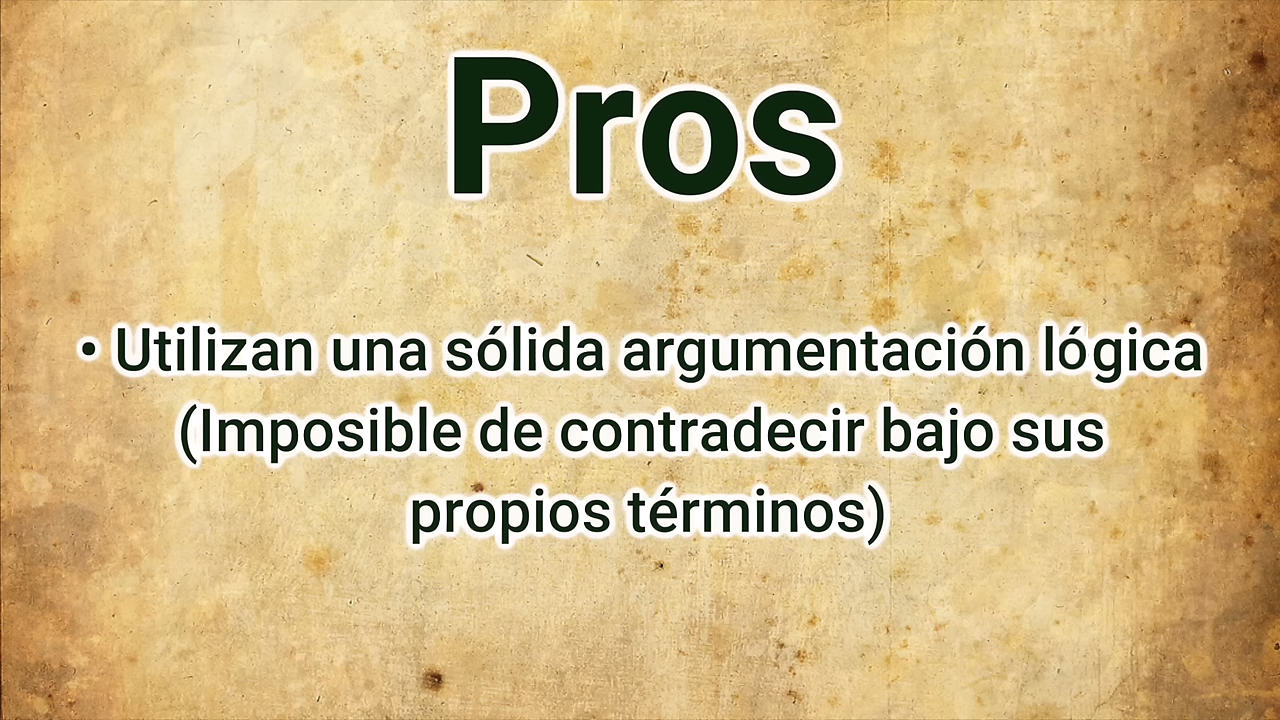 Pros
• Utilizan una sólida argumentación lógica
(Imposible de contradecir bajo sus
propios términos)